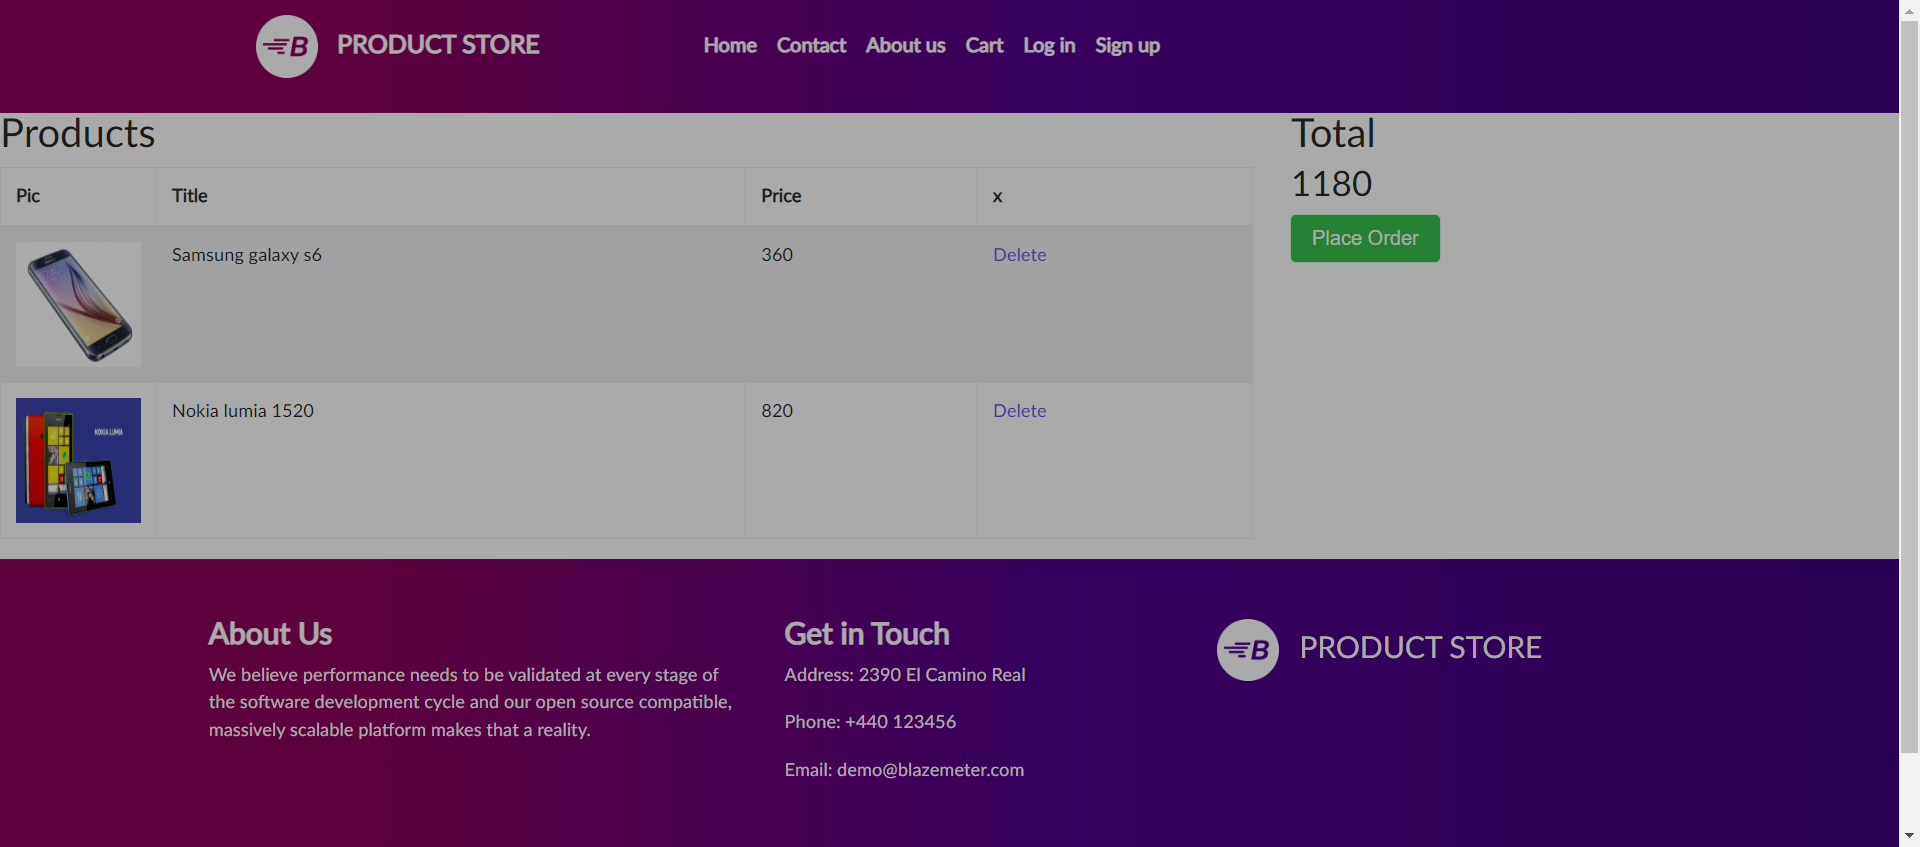 B PRODUCT STORE
Home Contact About us Cart Log in Sign up
Products
Pic Title Price x
Samsung galaxy s6 360 Delete
NOKIA LUMIA
Nokia lumia 1520 820 Delete
Total
1180
Place Order
About Us
We believe performance needs to be validated at every stage of
the software development cycle and our open source compatible,
massively scalable platform makes that a reality.
Get in Touch
Address: 2390 El Camino Real
Phone: +440 123456
Email: demo@blazemeter.com
B PRODUCT STORE